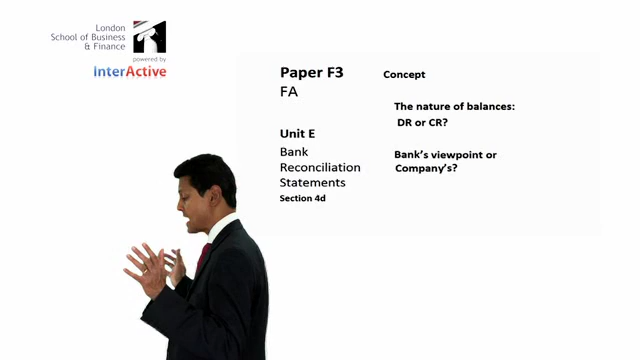 London
School of Business
& Finance
powered by
InterActive
Paper F3
FA
Unit E
Bank
Reconciliation
Statements
Section 4d
Concept
The nature of balances:
DR or CR?
Bank's viewpoint or
Company's?